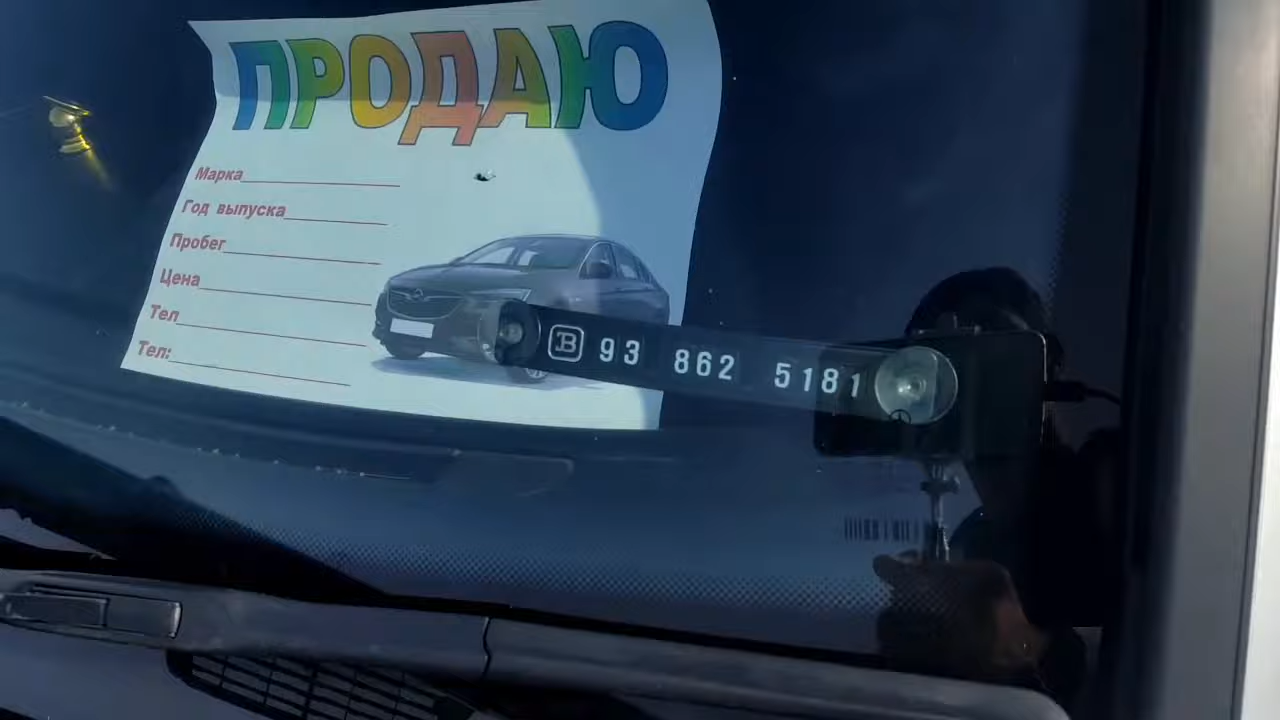 ПРОДАЮ
Марка
Год выпуска
Пробег
Цена
Тел
Тел:
B 93 862 5181